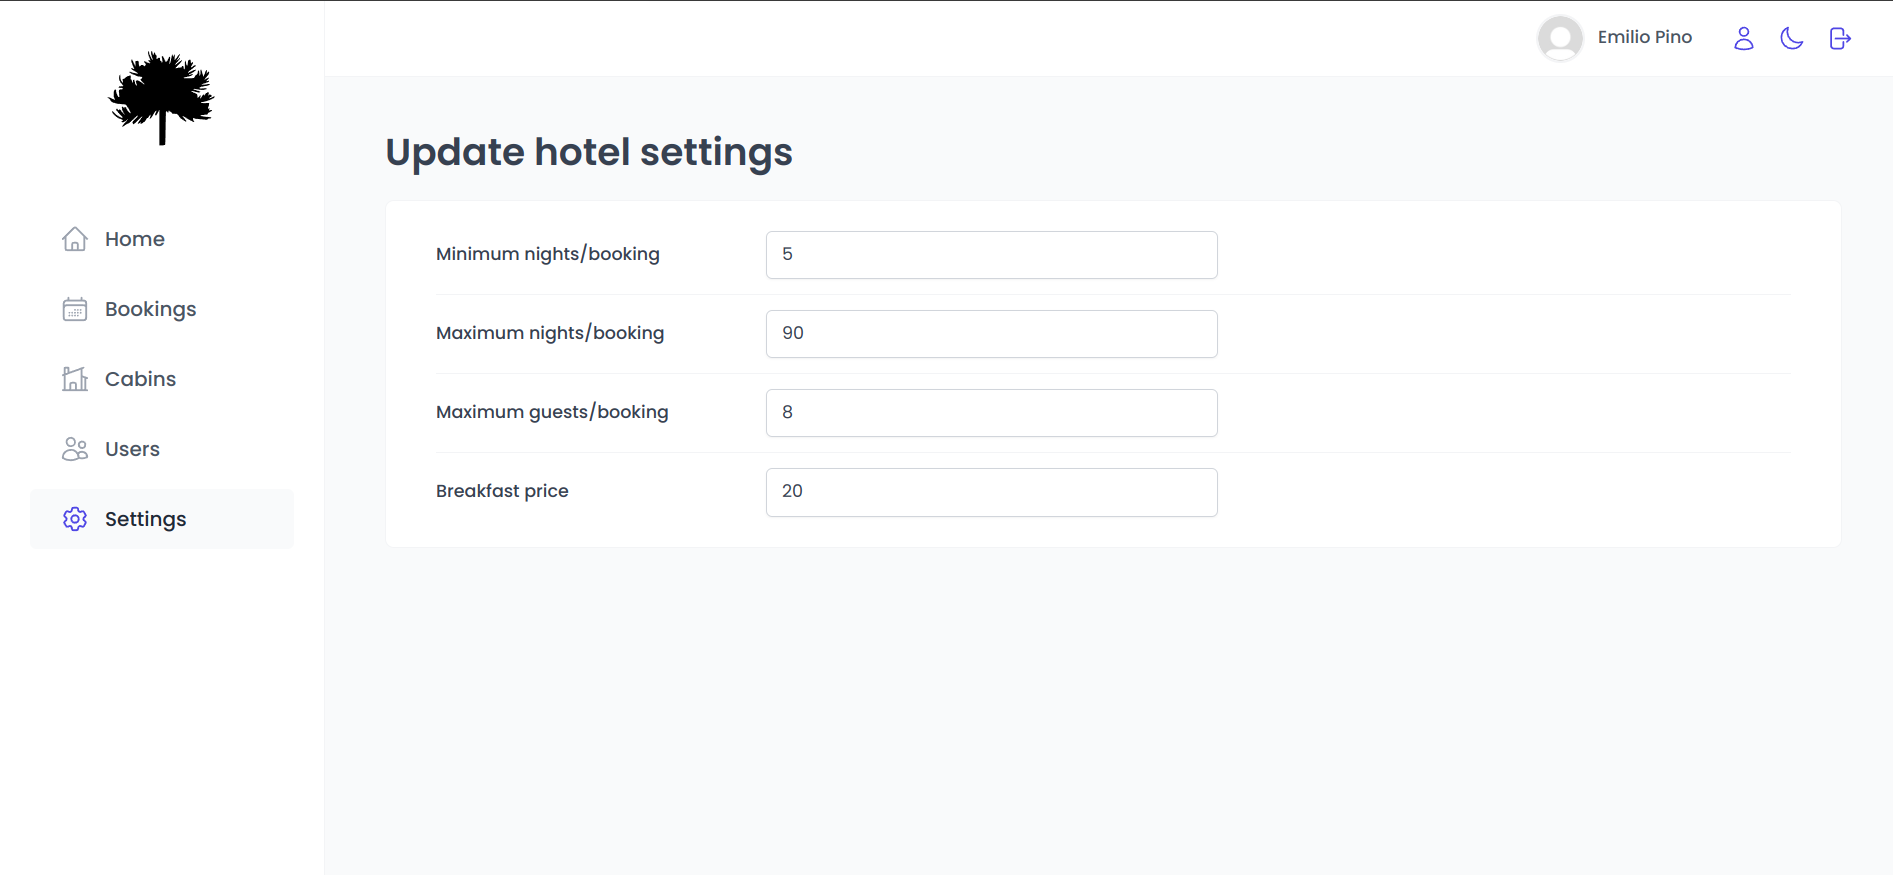 Emilio Pino
Home
Bookings
Cabins
Users
Settings
Update hotel settings
Minimum nights/booking
5
Maximum nights/booking
90
Maximum guests/booking
8
Breakfast price
20